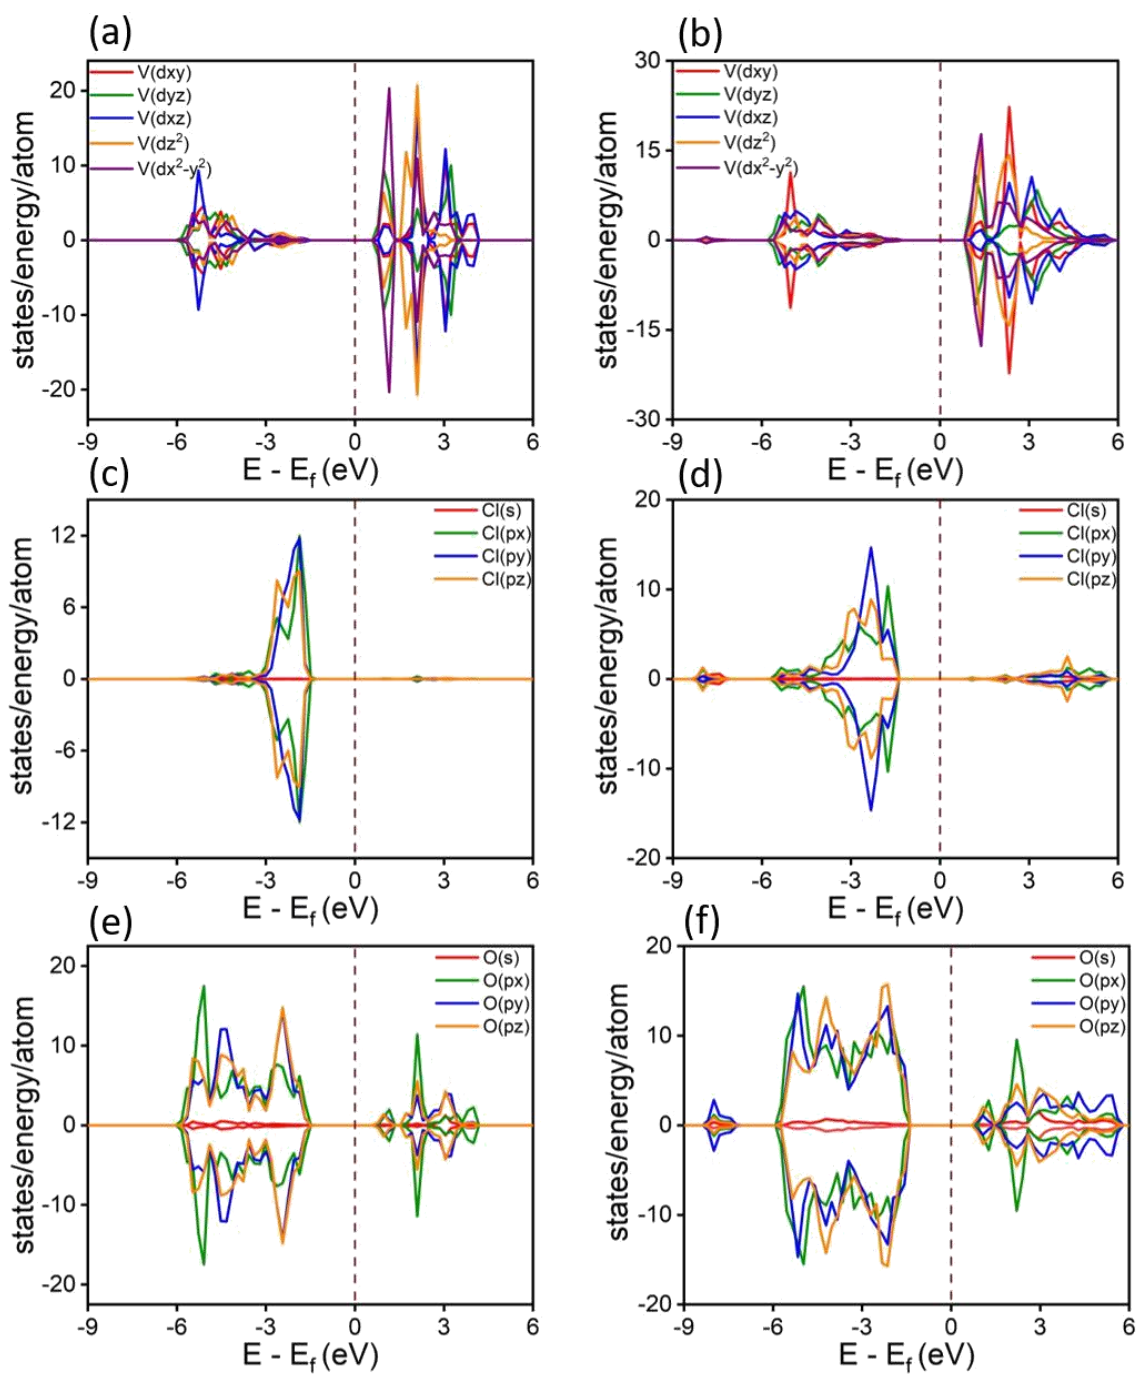 (a)
V(dxy)
V(dyz)
V(dxz)
V(dz²)
V(dx²-y²)
20
10
0
-10
-20
states/energy/atom
-9 -6 -3 0 3 6
E - Ef (eV)
(b)
V(dxy)
V(dyz)
V(dxz)
V(dz²)
V(dx²-y²)
30
15
0
-15
-30
states/energy/atom
-9 -6 -3 0 3 6
E - Ef (eV)
(c)
Cl(s)
Cl(px)
Cl(py)
Cl(pz)
12
6
0
-6
-12
states/energy/atom
-9 -6 -3 0 3 6
E - Ef (eV)
(d)
Cl(s)
Cl(px)
Cl(py)
Cl(pz)
20
10
0
-10
-20
states/energy/atom
-9 -6 -3 0 3 6
E - Ef (eV)
(e)
O(s)
O(px)
O(py)
O(pz)
20
10
0
-10
-20
states/energy/atom
-9 -6 -3 0 3 6
E - Ef (eV)
(f)
O(s)
O(px)
O(py)
O(pz)
20
10
0
-10
-20
states/energy/atom
-9 -6 -3 0 3 6
E - Ef (eV)